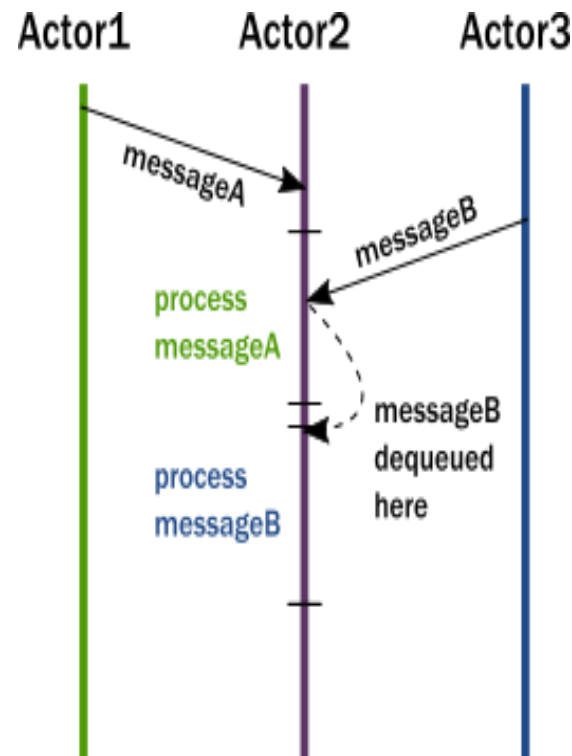 Actor1 Actor2 Actor3
messageA
messageB
process
messageA
messageB
dequeued
here
process
messageB